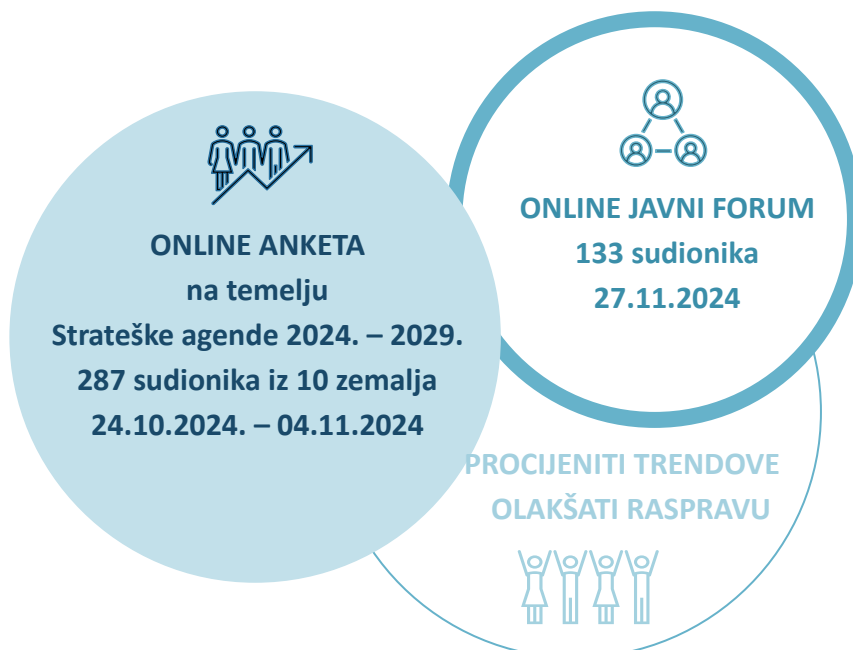 ONLINE ANKETA
na temelju
Strateške agende 2024. – 2029.
287 sudionika iz 10 zemalja
24.10.2024. – 04.11.2024
ONLINE JAVNI FORUM
133 sudionika
27.11.2024
PROCIJENITI TRENDOVE
OLAKŠATI RASPRAVU